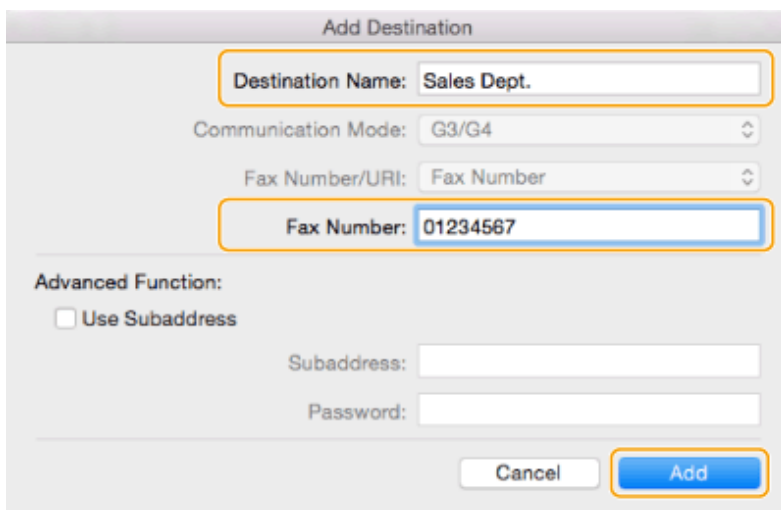 Add Destination
Destination Name: Sales Dept.
Communication Mode: G3/G4
Fax Number/URI: Fax Number
Fax Number: 01234567
Advanced Function:
Use Subaddress
Subaddress:
Password:
Cancel Add